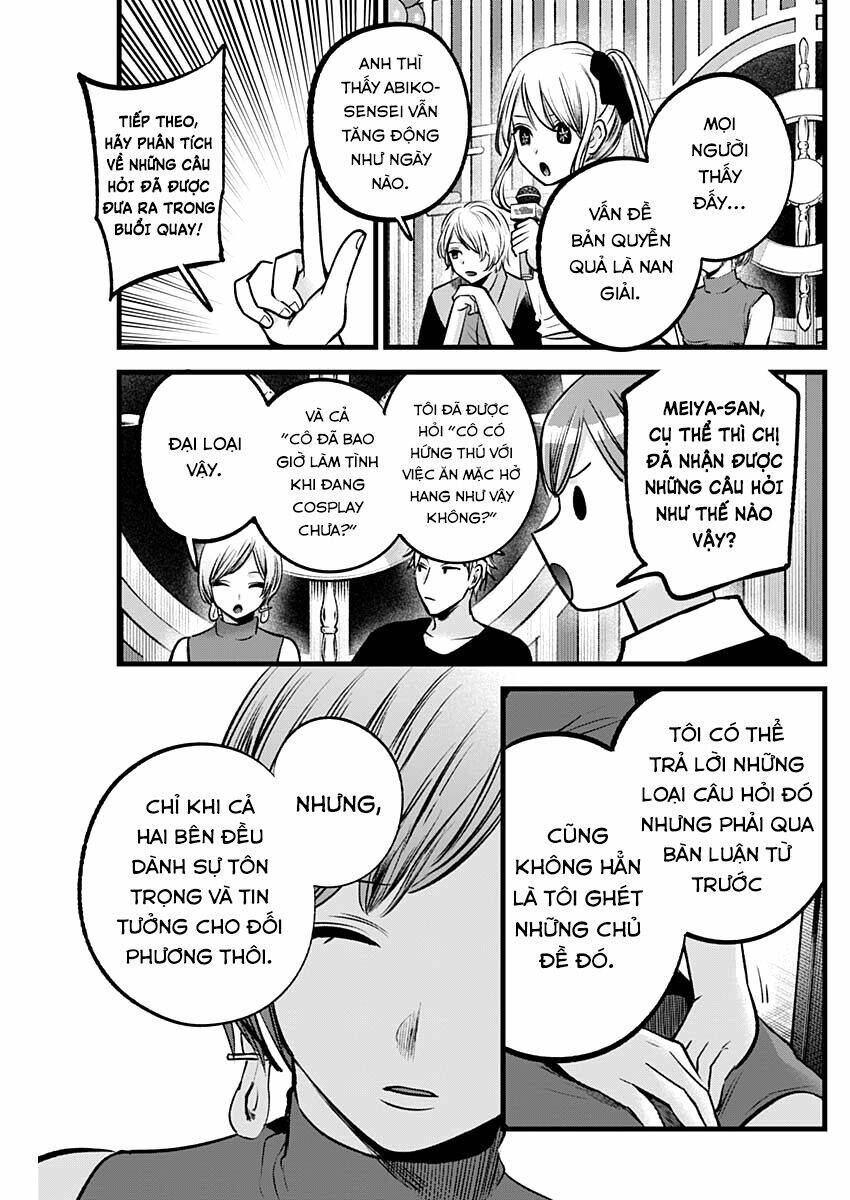 MỌI
NGƯỜI
THẤY
ĐẤY...
VẤN ĐỀ
BẢN QUYỀN
QUẢ LÀ NAN
GIẢI.
ANH THÌ
THẤY ABIKO-
SENSEI VẪN
TĂNG ĐỘNG
NHƯ NGÀY
NÀO.
TIẾP THEO,
HÃY PHÂN TÍCH
VỀ NHỮNG CÂU
HỎI ĐÃ ĐƯỢC
ĐƯA RA TRONG
BUỔI QUAY!
MEIYA-SAN,
CỤ THỂ THÌ CHỊ
ĐÃ NHẬN ĐƯỢC
NHỮNG CÂU HỎI
NHƯ THẾ NÀO
VẬY?
TÔI ĐÃ ĐƯỢC
HỎI "CÔ CÓ
HỨNG THÚ VỚI
VIỆC ĂN MẶC HỞ
HANG NHƯ VẬY
KHÔNG?"
VÀ CẢ
"CÔ ĐÃ BAO
GIỜ LÀM TÌNH
KHI ĐANG
COSPLAY
CHƯA?"
ĐẠI LOẠI
VẬY.
TÔI CÓ THỂ
TRẢ LỜI NHỮNG
LOẠI CÂU HỎI ĐÓ
NHƯNG PHẢI QUA
BÀN LUẬN TỪ
TRƯỚC
CŨNG
KHÔNG HẲN
LÀ TÔI GHÉT
NHỮNG CHỦ
ĐỀ ĐÓ.
NHƯNG,
CHỈ KHI CẢ
HAI BÊN ĐỀU
DÀNH SỰ TÔN
TRỌNG VÀ TIN
TƯỞNG CHO ĐỐI
PHƯƠNG THÔI.